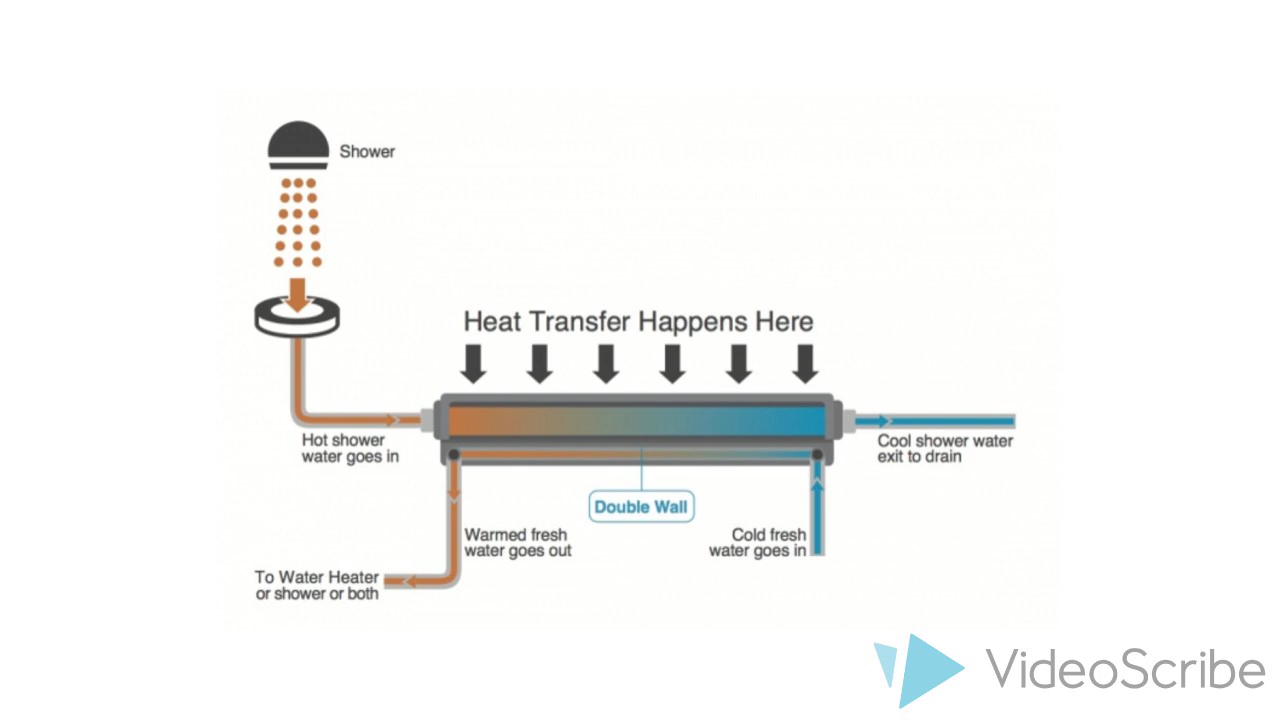 Shower
Heat Transfer Happens Here
Hot shower
water goes in
Cool shower water
exit to drain
Double Wall
Warmed fresh
water goes out
Cold fresh
water goes in
To Water Heater
or shower or both
VideoScribe